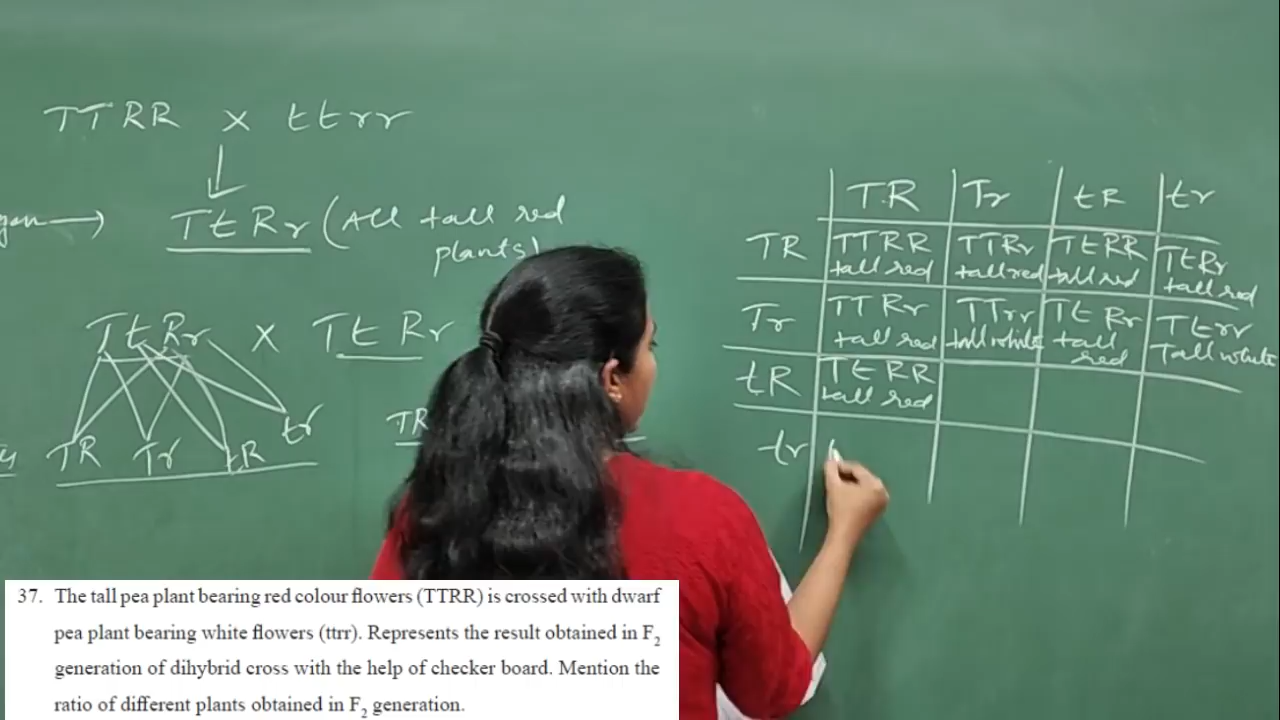 TTRR x ttrr
gen → TtRr (All tall red
plants)
TtRr x TtRr
TR Tr tR tr
TR
TR Tr tR tr
TR TTRR TTRr TtRR TtRr
tall red tall red tall red tall red
Tr TTRr TTrr TtRr Ttrr
tall red tall white tall red Tall white
tR TtRR
tall red
tr
37. The tall pea plant bearing red colour flowers (TTRR) is crossed with dwarf
pea plant bearing white flowers (ttrr). Represents the result obtained in F₂
generation of dihybrid cross with the help of checker board. Mention the
ratio of different plants obtained in F₂ generation.